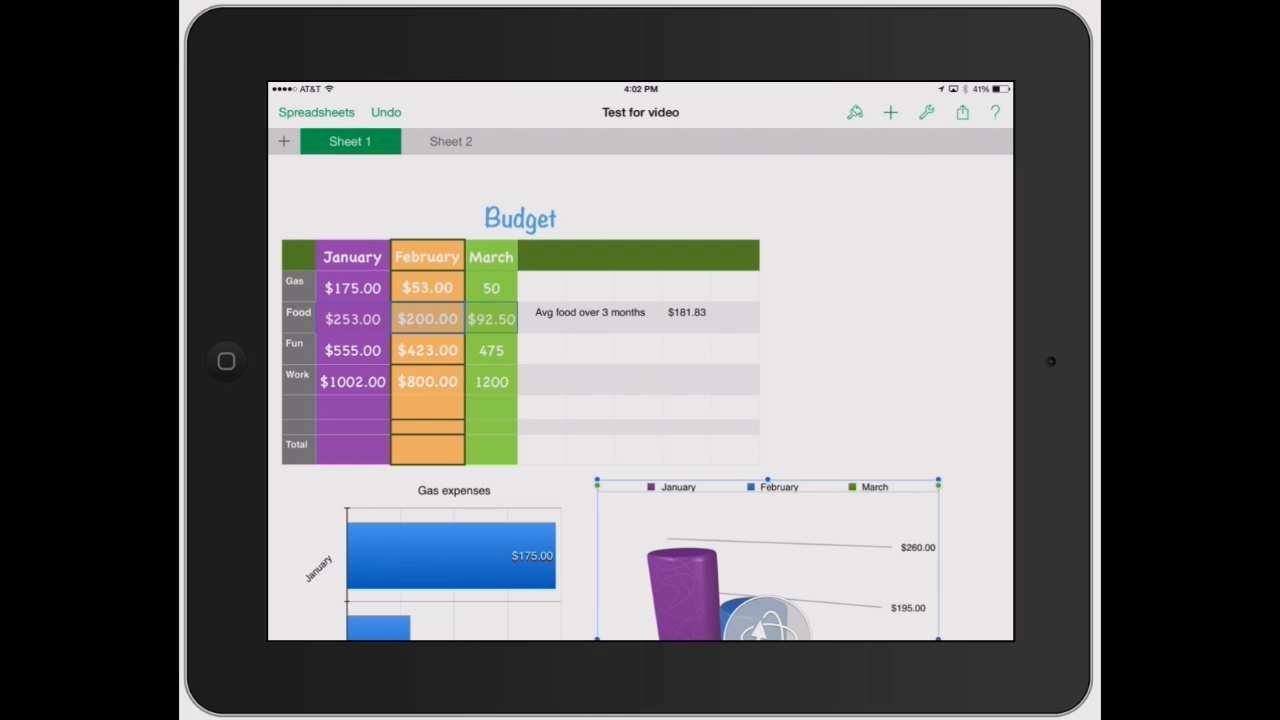 AT&T 4:02 PM 41%
Spreadsheets Undo Test for video ?
Sheet 1 Sheet 2
Budget
January February March
Gas $175.00 $53.00 50
Food $253.00 $200.00 $92.50 Avg food over 3 months $181.83
Fun $555.00 $423.00 475
Work $1002.00 $800.00 1200
Total
Gas expenses
January February March
$260.00
$175.00
January
$195.00